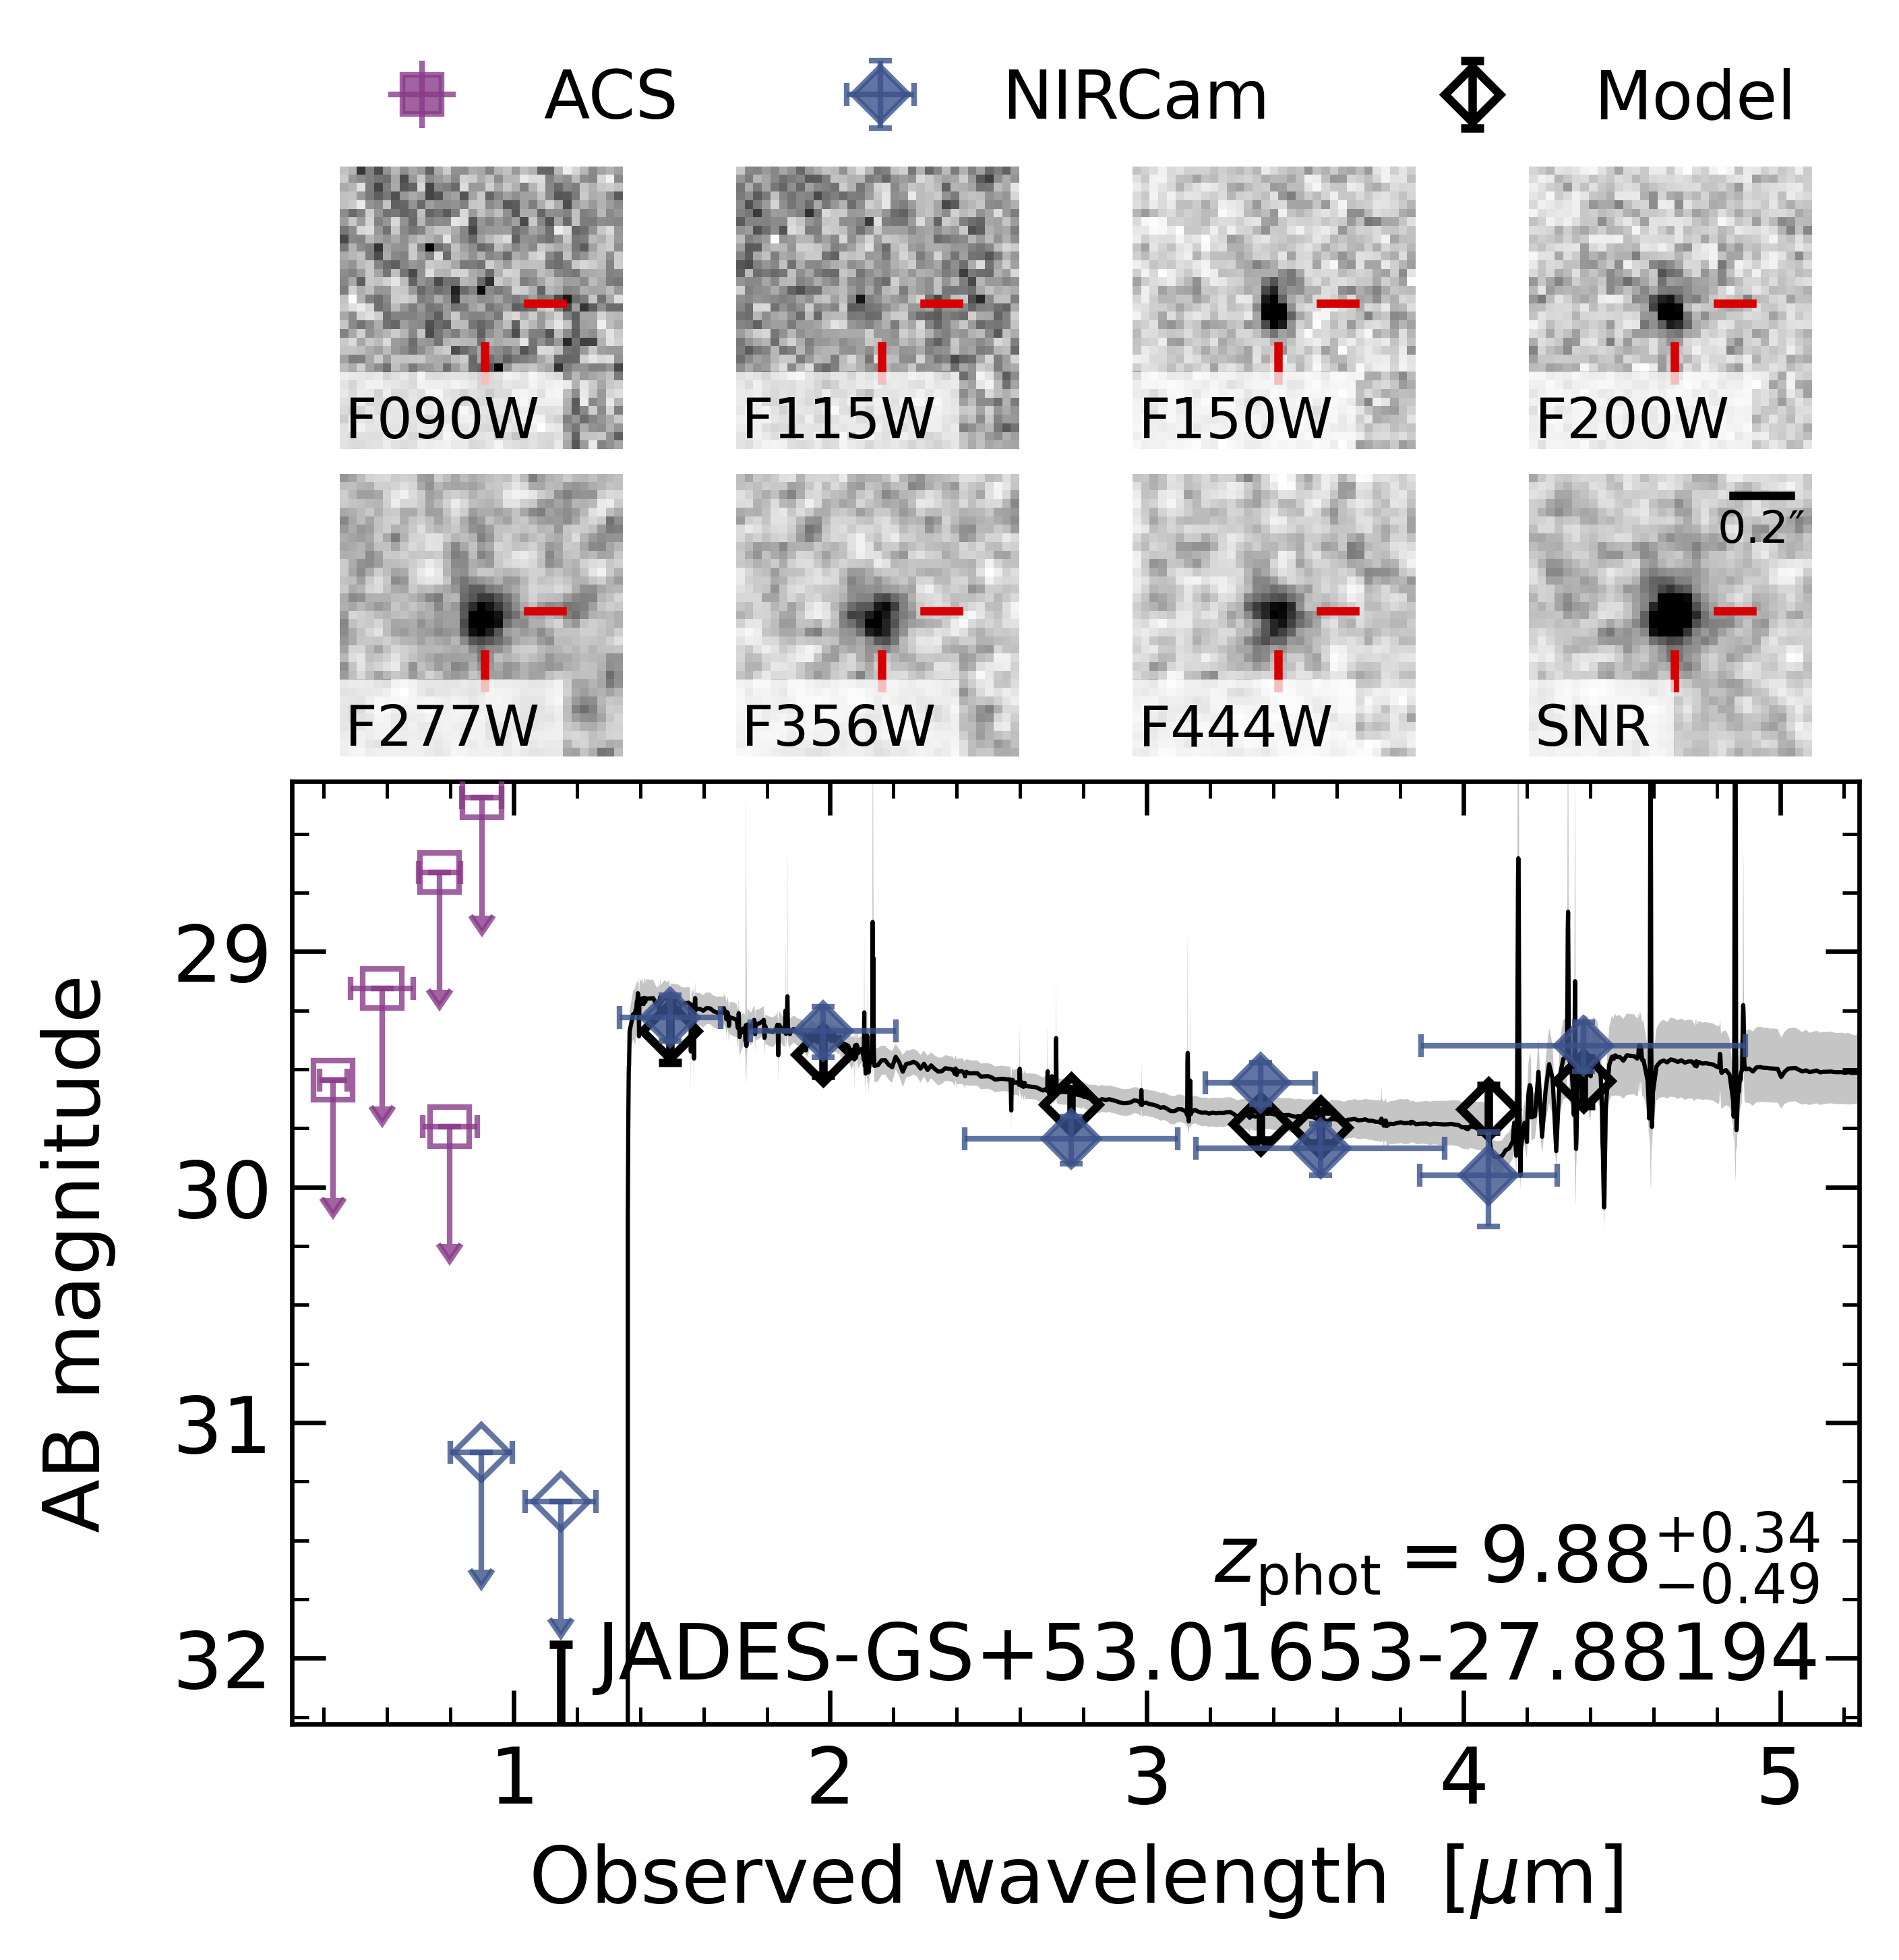 ACS NIRCam Model
F090W F115W F150W F200W
0.2″
F277W F356W F444W SNR
AB magnitude
29
30
31
32
z_phot = 9.88 +0.34 −0.49
JADES-GS+53.01653-27.88194
1 2 3 4 5
Observed wavelength [μm]